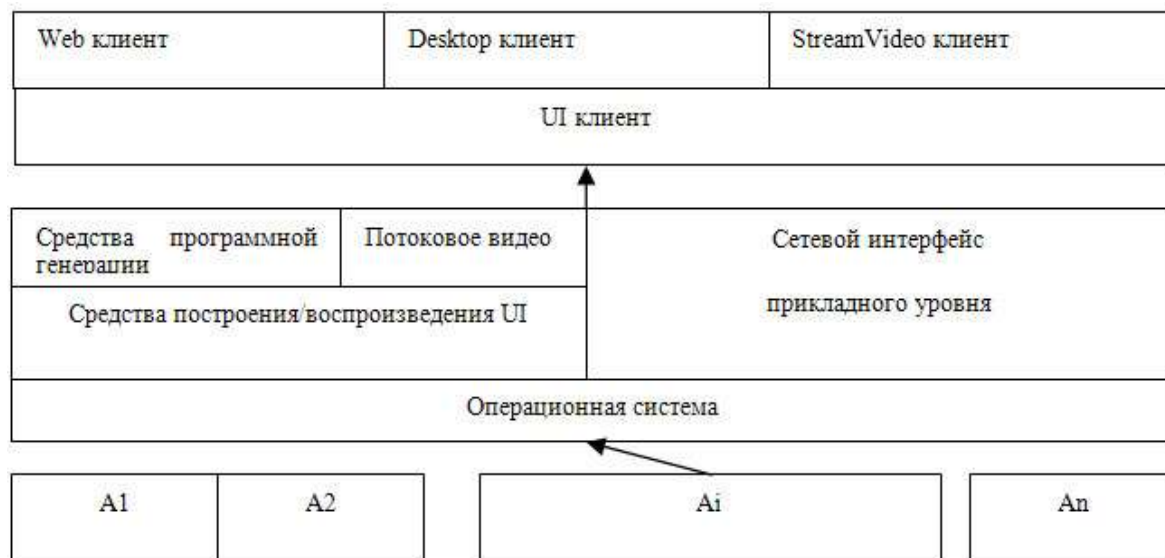 Web клиент
Desktop клиент
StreamVideo клиент
UI клиент
Средства программной
генерации
Потоковое видео
Сетевой интерфейс
прикладного уровня
Средства построения/воспроизведения UI
Операционная система
A1
A2
Ai
An